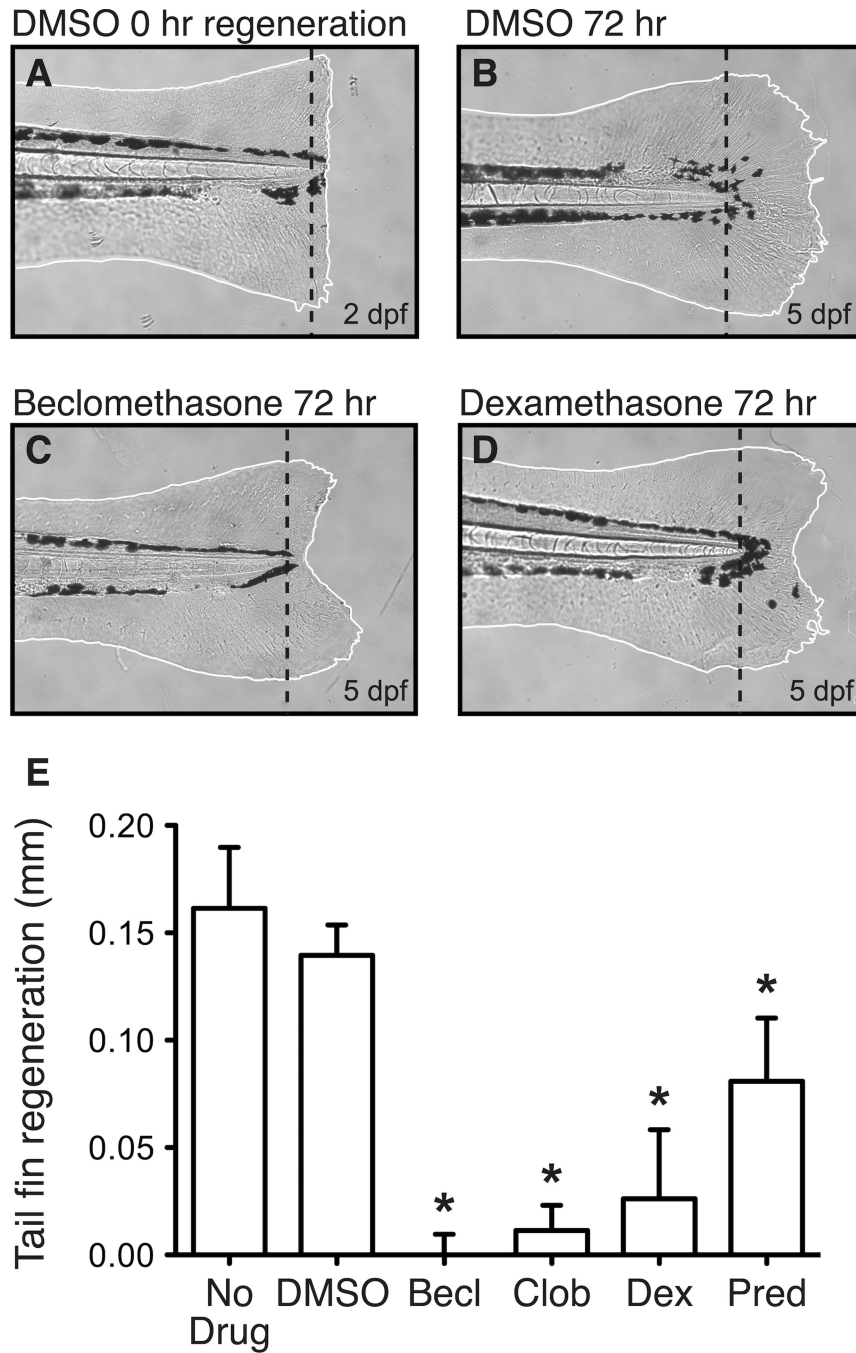 DMSO 0 hr regeneration
DMSO 72 hr
A
B
2 dpf
5 dpf
Beclomethasone 72 hr
Dexamethasone 72 hr
C
D
5 dpf
5 dpf
E
Tail fin regeneration (mm)
0.20
0.15
0.10
0.05
0.00
*
*
*
*
No Drug
DMSO
Becl
Clob
Dex
Pred